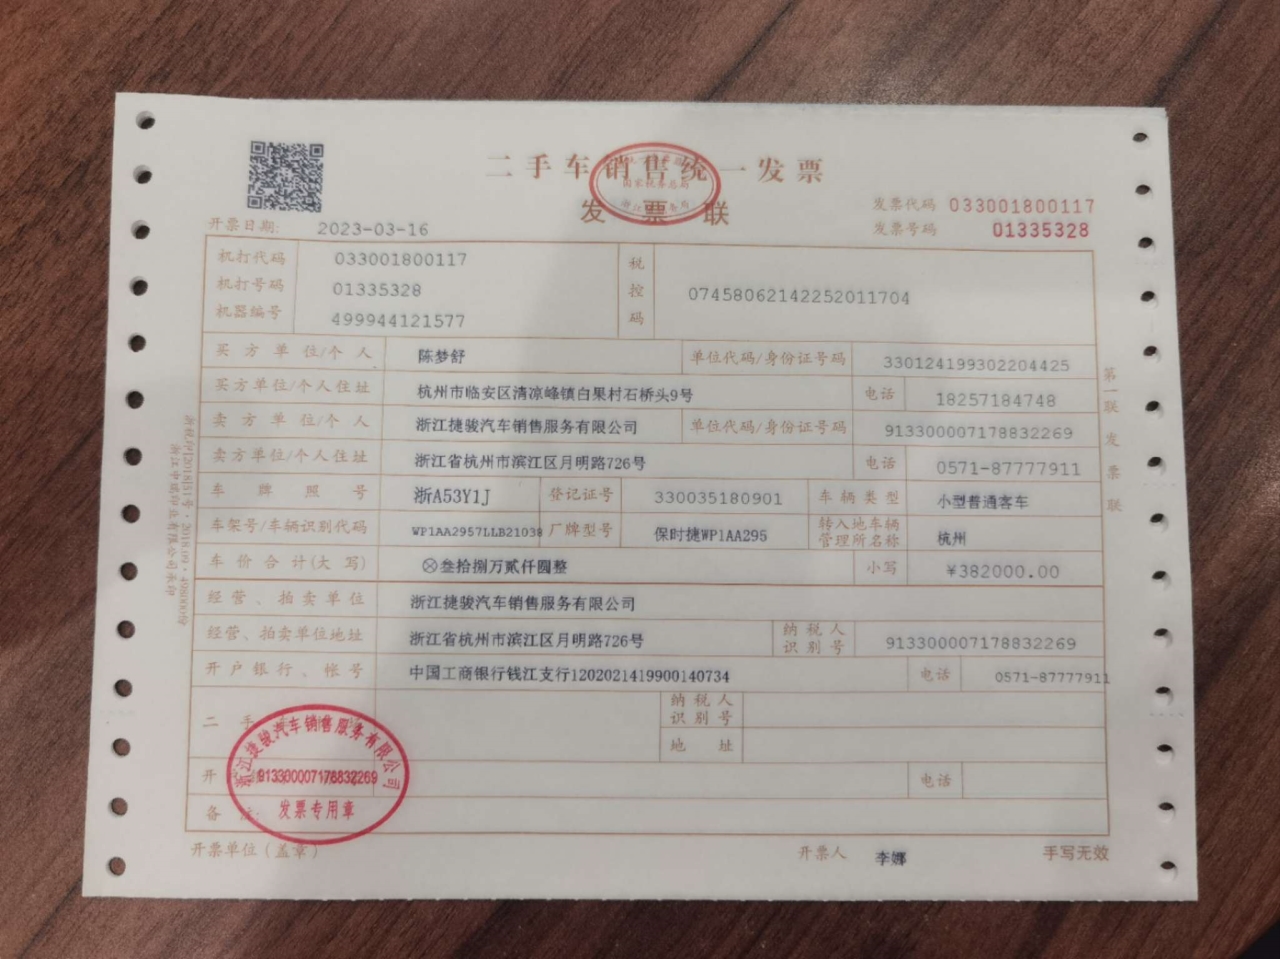 二手车销售统一发票
国家税务总局
发票联
发票代码 033001800117
发票号码 01335328
开票日期: 2023-03-16
机打代码 033001800117
机打号码 01335328
机器编号 499944121577
税控码 07458062142252011704
买方单位/个人 陈梦舒 单位代码/身份证号码 330124199302204425
买方单位/个人住址 杭州市临安区清凉峰镇白果村石桥头9号 电话 18257184748
卖方单位/个人 浙江捷骏汽车销售服务有限公司 单位代码/身份证号码 913300007178832269
卖方单位/个人住址 浙江省杭州市滨江区月明路726号 电话 0571-87777911
车牌照号 浙A53Y1J 登记证号 330035180901 车辆类型 小型普通客车
车架号/车辆识别代码 WP1AA2957LLB21038 厂牌型号 保时捷WP1AA295 转入地车辆管理所名称 杭州
车价合计(大写) ⊗叁拾捌万贰仟圆整 小写 ¥382000.00
经营、拍卖单位 浙江捷骏汽车销售服务有限公司
经营、拍卖单位地址 浙江省杭州市滨江区月明路726号 纳税人识别号 913300007178832269
开户银行、帐号 中国工商银行钱江支行1202021419900140734 电话 0571-87777911
二手 纳税人识别号
地址
开 电话
备注:
浙江捷骏汽车销售服务有限公司
913300007178832269
发票专用章
开票单位(盖章) 开票人 李娜 手写无效
第一联 发票联